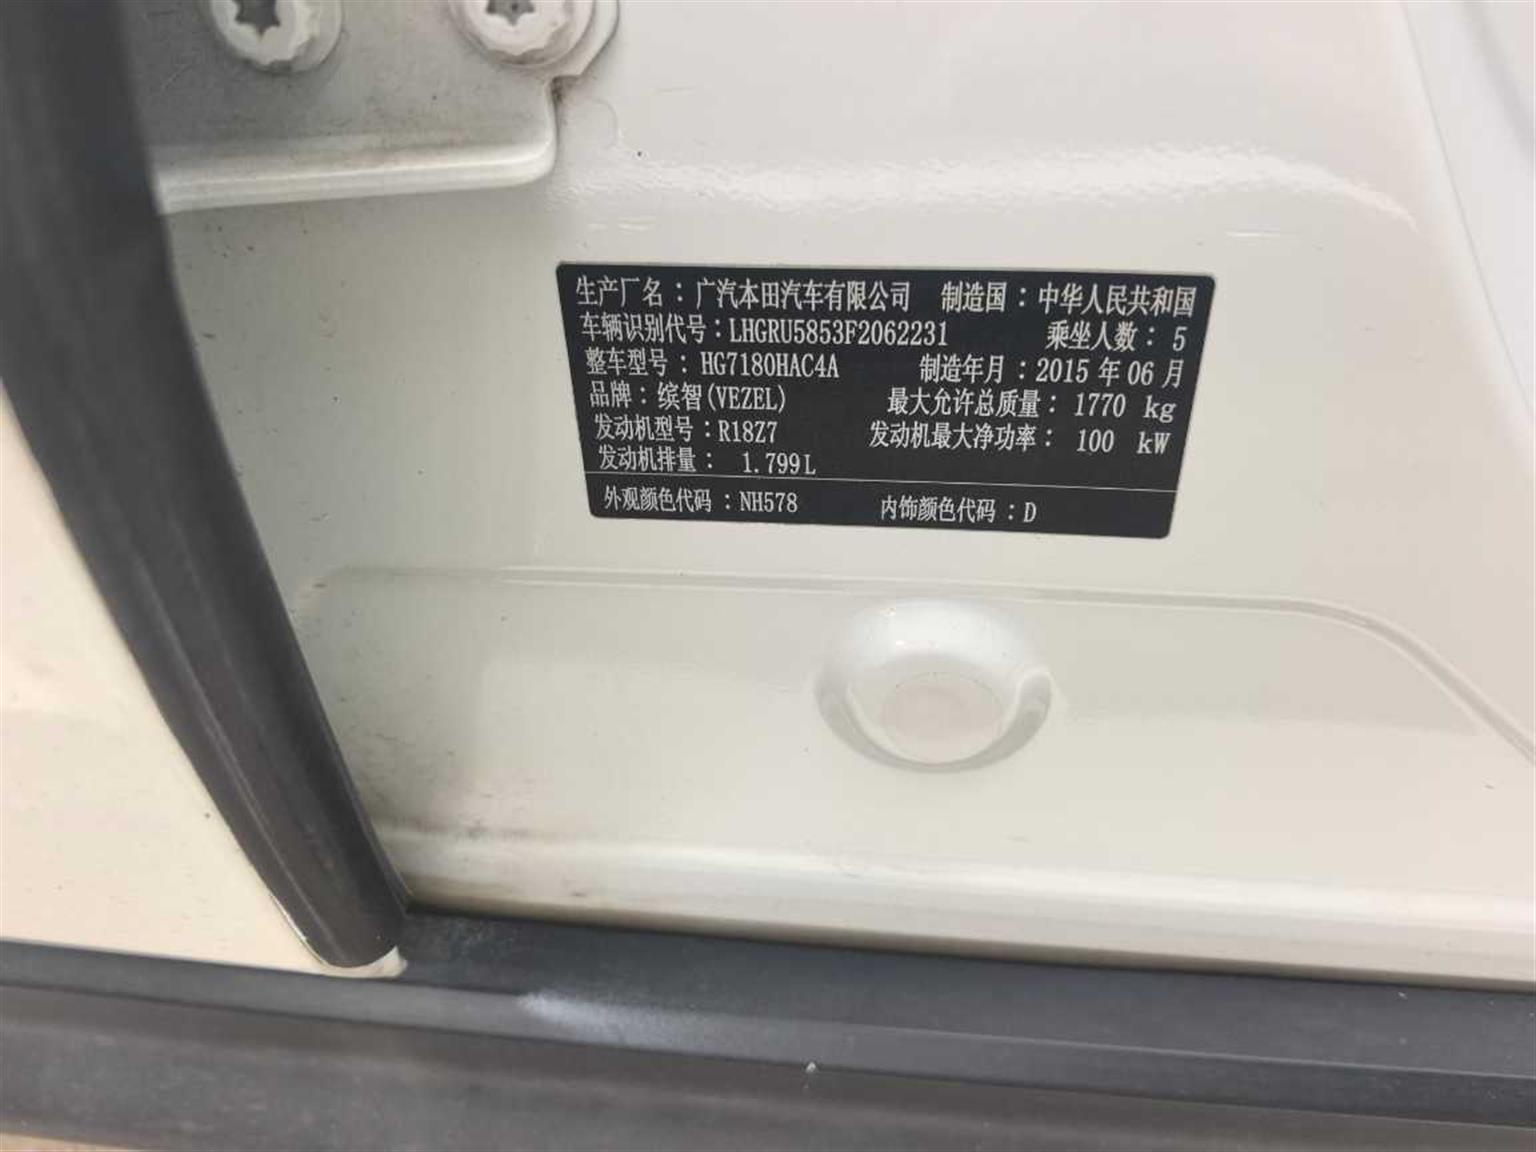 生产厂名：广汽本田汽车有限公司 制造国：中华人民共和国
车辆识别代号：LHGRU5853F2062231 乘坐人数：5
整车型号：HG7180HAC4A 制造年月：2015 年 06 月
品牌：缤智(VEZEL) 最大允许总质量：1770 kg
发动机型号：R18Z7 发动机最大净功率：100 kW
发动机排量：1.799L
外观颜色代码：NH578 内饰颜色代码：D